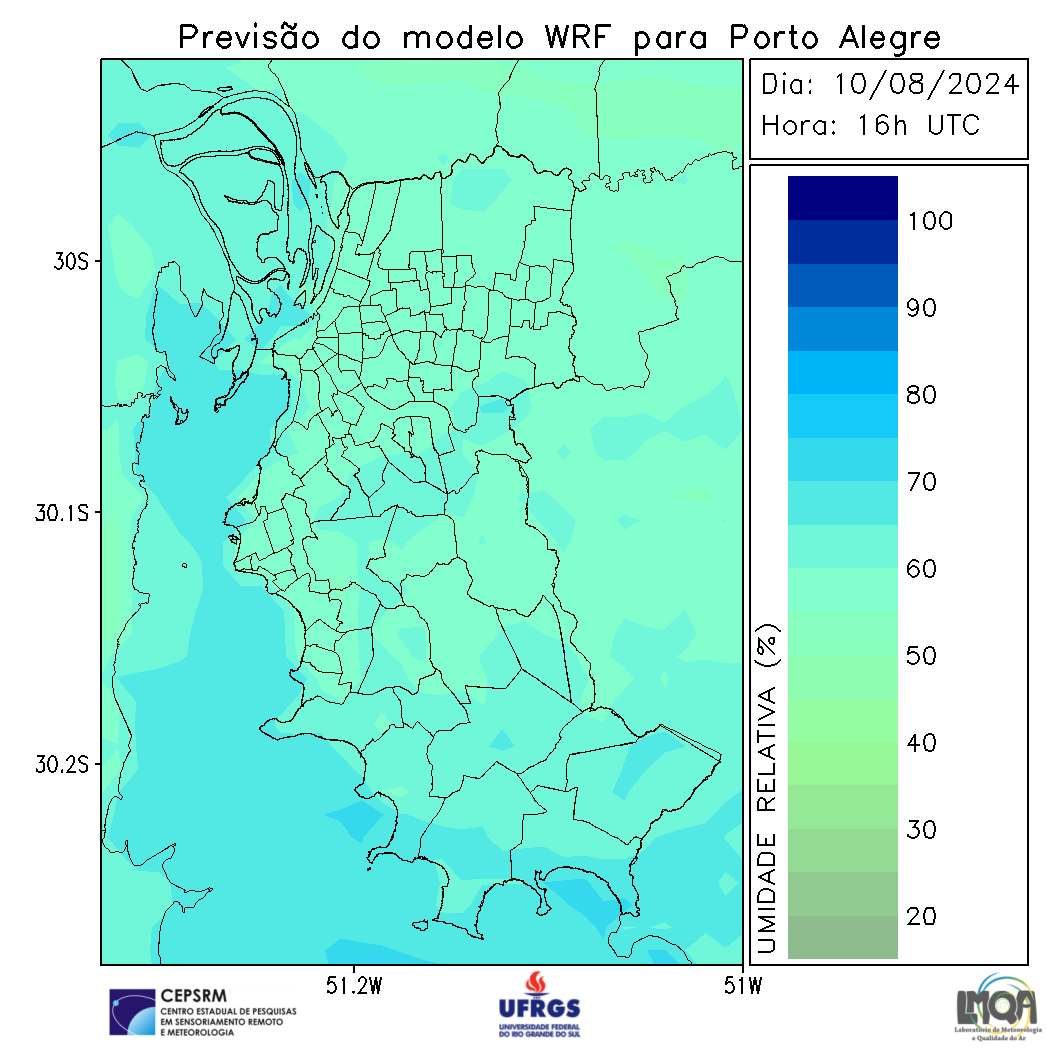 Previsão do modelo WRF para Porto Alegre
Dia: 10/08/2024
Hora: 16h UTC
100
90
80
70
60
50
40
30
20
UMIDADE RELATIVA (%)
30S
30.1S
30.2S
51.2W
51W
CEPSRM
CENTRO ESTADUAL DE PESQUISAS
EM SENSORIAMENTO REMOTO
E METEOROLOGIA
UFRGS
UNIVERSIDADE FEDERAL
DO RIO GRANDE DO SUL
LMQA
Laboratório de Meteorologia
e Qualidade do Ar